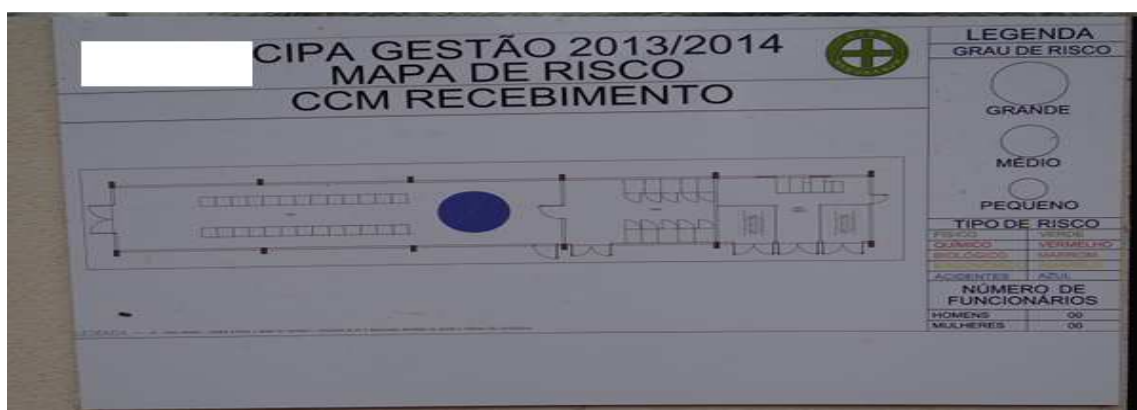 CIPA GESTÃO 2013/2014
MAPA DE RISCO
CCM RECEBIMENTO
LEGENDA
GRAU DE RISCO
GRANDE
MÉDIO
PEQUENO
TIPO DE RISCO
FÍSICO VERDE
QUÍMICO VERMELHO
BIOLÓGICO MARROM
ACIDENTES AZUL
NÚMERO DE
FUNCIONÁRIOS
HOMENS 00
MULHERES 00